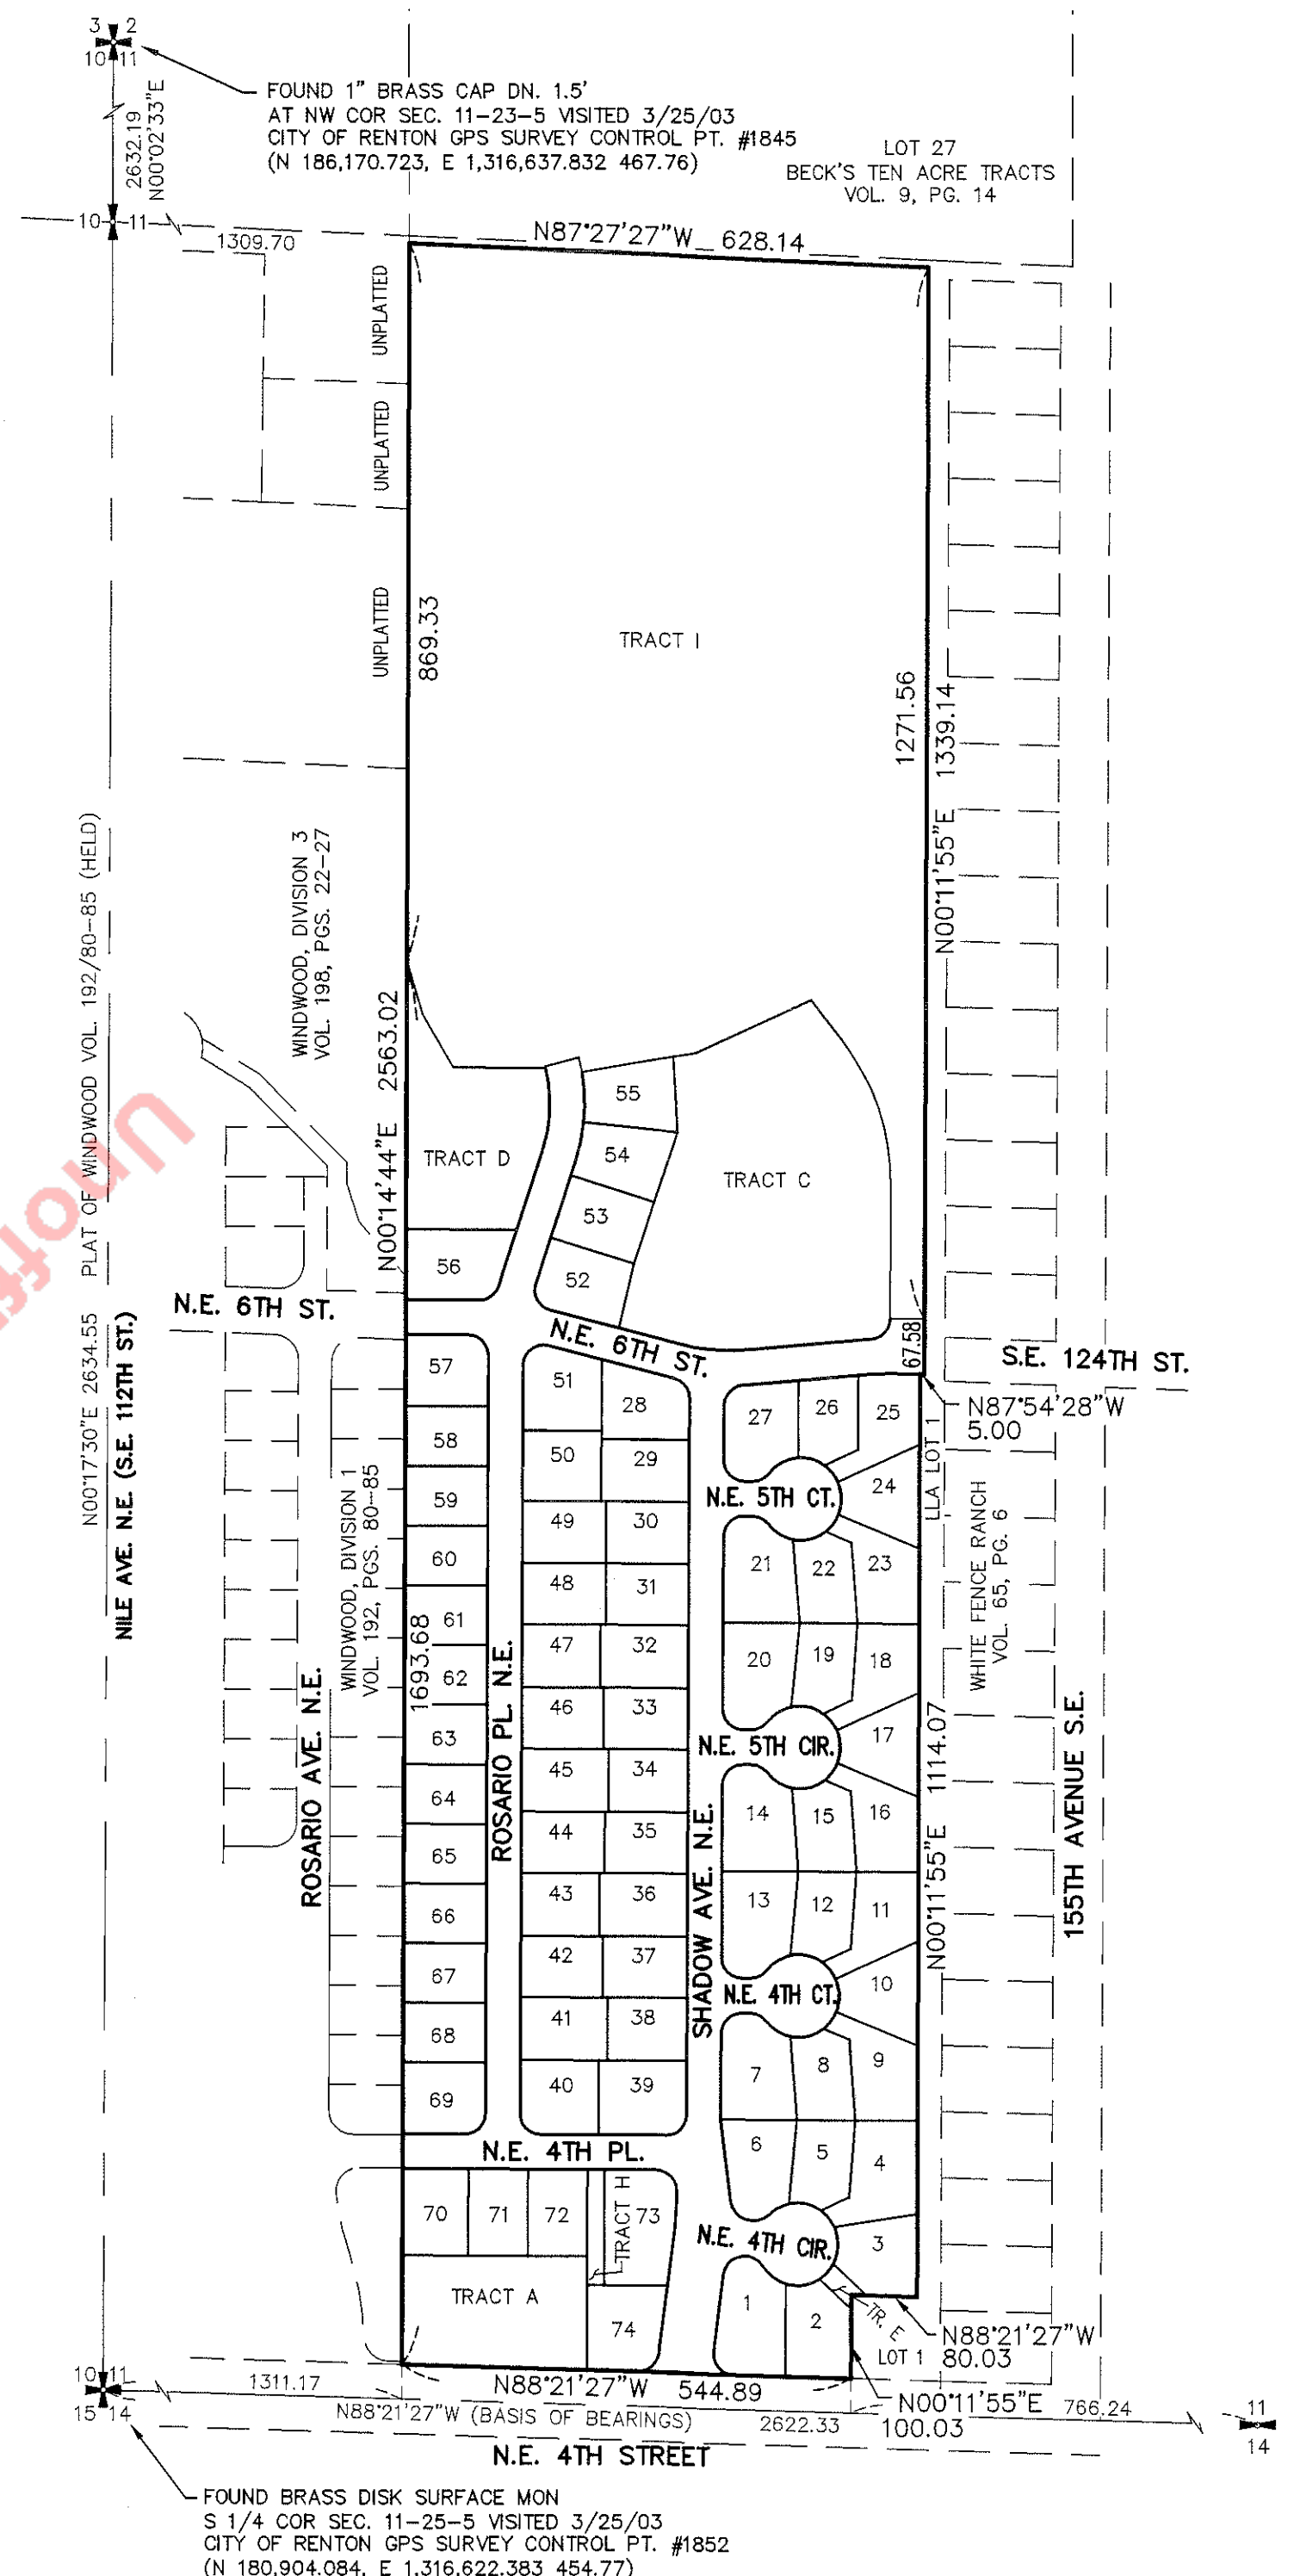 3 2
10 11
FOUND 1" BRASS CAP DN. 1.5'
AT NW COR SEC. 11-23-5 VISITED 3/25/03
CITY OF RENTON GPS SURVEY CONTROL PT. #1845
(N 186,170.723, E 1,316,637.832 467.76)
2632.19
N00°02'33"E
LOT 27
BECK'S TEN ACRE TRACTS
VOL. 9, PG. 14
10 11
1309.70
N87°27'27"W 628.14
UNPLATTED
UNPLATTED
UNPLATTED
869.33
TRACT I
1271.56
N00°11'55"E 1339.14
PLAT OF WINDWOOD VOL. 192/80-85 (HELD)
N00°17'30"E 2634.55
NILE AVE. N.E. (S.E. 112TH ST.)
WINDWOOD, DIVISION 3
VOL. 198, PGS. 22-27
N00°14'44"E 2563.02
Unoff
55
TRACT D
54
TRACT C
53
56
52
N.E. 6TH ST.
N.E. 6TH ST.
67.58
S.E. 124TH ST.
N87°54'28"W
5.00
57
51
28
27
26
25
58
50
29
24
LLA LOT 1
N.E. 5TH CT.
59
49
30
60
21
22
23
48
31
WHITE FENCE RANCH
VOL. 65, PG. 6
WINDWOOD, DIVISION 1
VOL. 192, PGS. 80-85
61
1693.68
47
32
20
19
18
62
46
33
63
17
N.E. 5TH CIR.
ROSARIO AVE. N.E.
ROSARIO PL. N.E.
SHADOW AVE. N.E.
155TH AVENUE S.E.
N00°11'55"E 1114.07
45
34
64
14
15
16
44
35
65
43
36
13
12
11
66
42
37
67
10
N.E. 4TH CT.
41
38
68
7
8
9
40
39
69
6
5
4
N.E. 4TH PL.
70
71
72
TRACT H
73
N.E. 4TH CIR.
3
TRACT A
1
2
TR. E
74
LOT 1
N88°21'27"W
80.03
10 11
15 14
1311.17
N88°21'27"W 544.89
N00°11'55"E
100.03
766.24
11
14
N88°21'27"W (BASIS OF BEARINGS)
2622.33
N.E. 4TH STREET
FOUND BRASS DISK SURFACE MON
S 1/4 COR SEC. 11-25-5 VISITED 3/25/03
CITY OF RENTON GPS SURVEY CONTROL PT. #1852
(N 180,904.084, E 1,316,622.383 454.77)